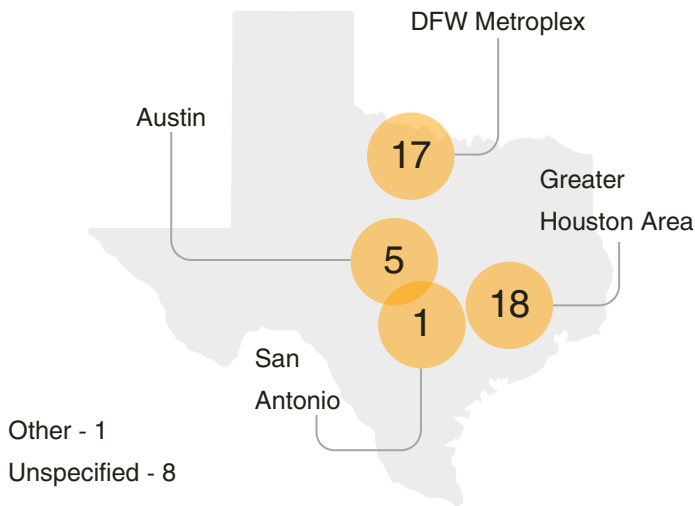 DFW Metroplex
Austin
17
Greater
Houston Area
5
18
1
San
Antonio
Other - 1
Unspecified - 8